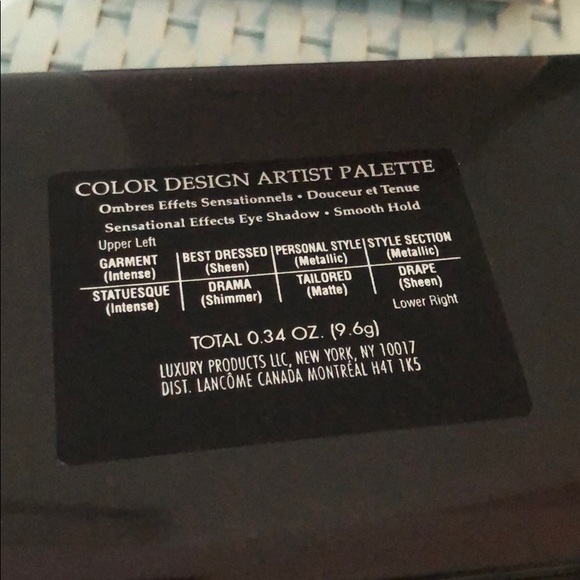 COLOR DESIGN ARTIST PALETTE
Ombres Effets Sensationnels • Douceur et Tenue
Sensational Effects Eye Shadow • Smooth Hold
Upper Left
GARMENT (Intense) BEST DRESSED (Sheen) PERSONAL STYLE (Metallic) STYLE SECTION (Metallic)
STATUESQUE (Intense) DRAMA (Shimmer) TAILORED (Matte) DRAPE (Sheen)
Lower Right
TOTAL 0.34 OZ. (9.6g)
LUXURY PRODUCTS LLC, NEW YORK, NY 10017
DIST. LANCÔME CANADA MONTRÉAL H4T 1K5